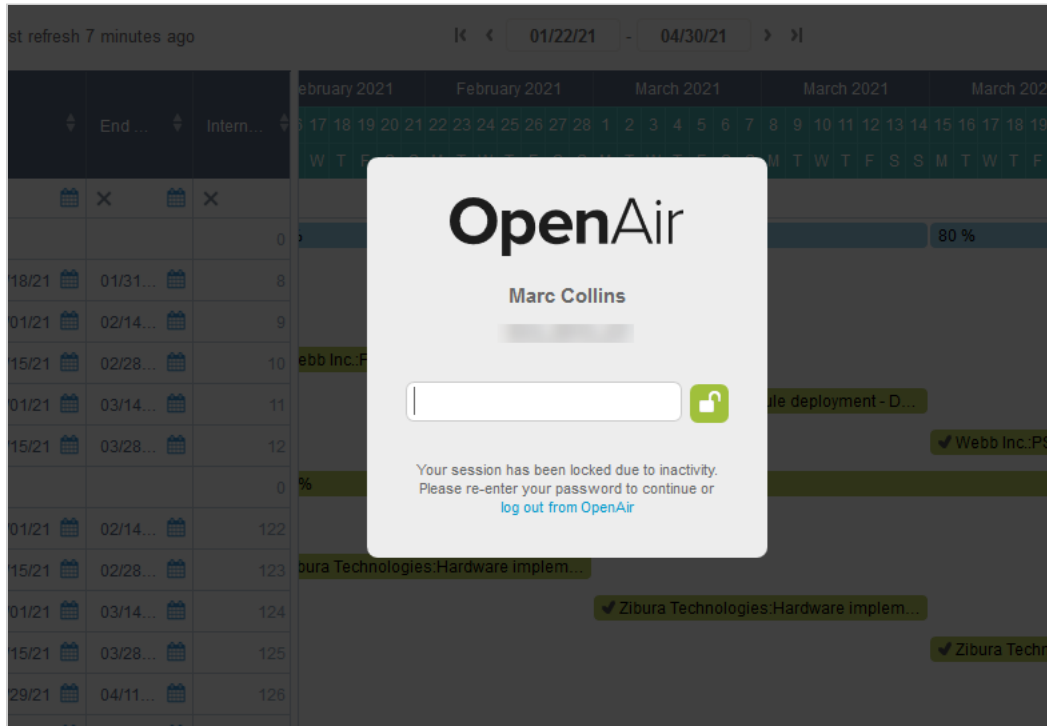 st refresh 7 minutes ago 01/22/21 - 04/30/21
ebruary 2021 February 2021 March 2021 March 2021 March 202
End ... Intern... 17 18 19 20 21 22 23 24 25 26 27 28 1 2 3 4 5 6 7 8 9 10 11 12 13 14 15 16 17 18 19
W T F M T W T F S S M T W T F
0 80 %
18/21 01/31... 8
01/21 02/14... 9
15/21 02/28... 10 ebb Inc.:P
01/21 03/14... 11 ule deployment - D...
15/21 03/28... 12 Webb Inc.:PS
0 %
01/21 02/14... 122
15/21 02/28... 123 bura Technologies:Hardware implem...
01/21 03/14... 124 Zibura Technologies:Hardware implem...
15/21 03/28... 125 Zibura Techn
29/21 04/11... 126
OpenAir
Marc Collins
Your session has been locked due to inactivity.
Please re-enter your password to continue or
log out from OpenAir